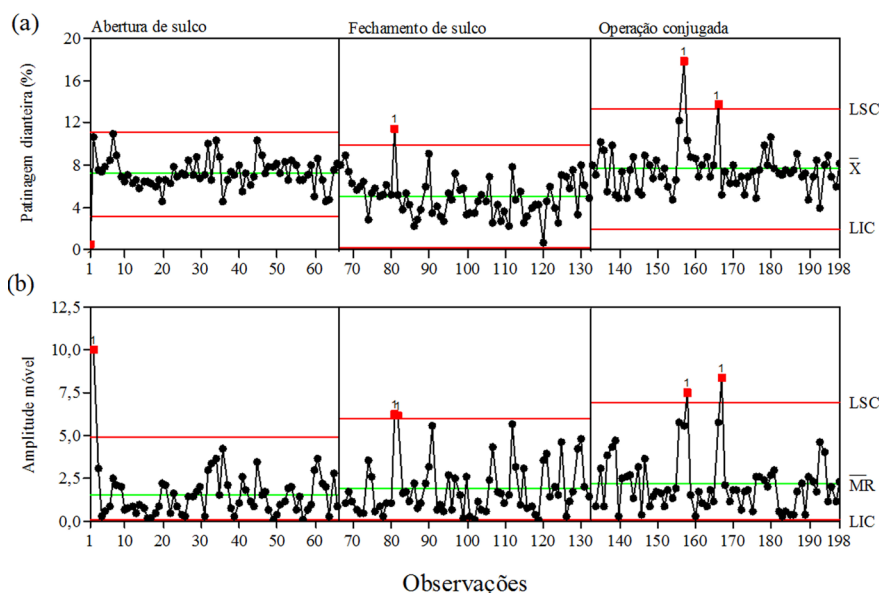 (a)
Abertura de sulco Fechamento de sulco Operação conjugada
Patinagem dianteira (%)
20
16
12
8
4
0
1
1
1
LSC
X̅
LIC
1 10 20 30 40 50 60 70 80 90 100 110 120 130 140 150 160 170 180 190 198
(b)
Amplitude móvel
12,5
10,0
7,5
5,0
2,5
0,0
1
1
1
1
1
LSC
M̅R̅
LIC
1 10 20 30 40 50 60 70 80 90 100 110 120 130 140 150 160 170 180 190 198
Observações